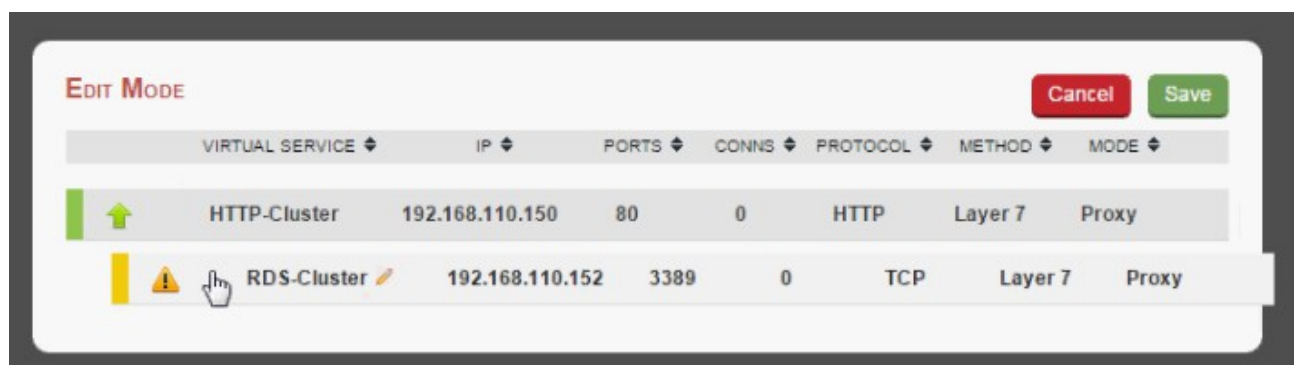 EDIT MODE
Cancel Save
VIRTUAL SERVICE IP PORTS CONNS PROTOCOL METHOD MODE
HTTP-Cluster 192.168.110.150 80 0 HTTP Layer 7 Proxy
RDS-Cluster 192.168.110.152 3389 0 TCP Layer 7 Proxy